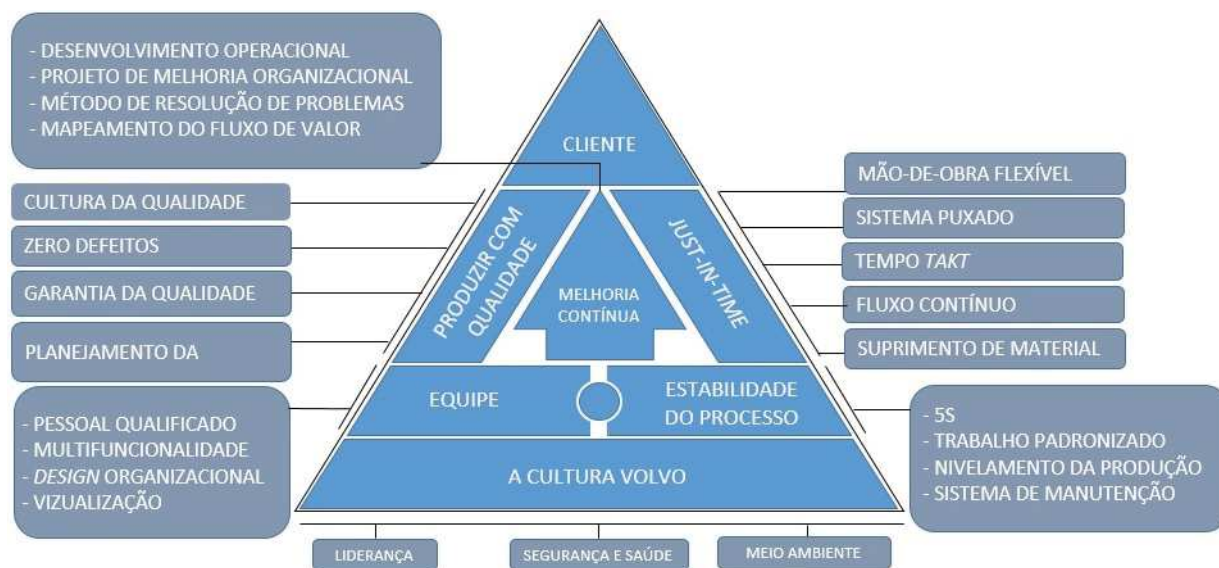 - DESENVOLVIMENTO OPERACIONAL
- PROJETO DE MELHORIA ORGANIZACIONAL
- MÉTODO DE RESOLUÇÃO DE PROBLEMAS
- MAPEAMENTO DO FLUXO DE VALOR
CULTURA DA QUALIDADE
ZERO DEFEITOS
GARANTIA DA QUALIDADE
PLANEJAMENTO DA
- PESSOAL QUALIFICADO
- MULTIFUNCIONALIDADE
- DESIGN ORGANIZACIONAL
- VIZUALIZAÇÃO
CLIENTE
PRODUZIR COM
QUALIDADE
MELHORIA
CONTÍNUA
JUST-IN-TIME
EQUIPE
ESTABILIDADE
DO PROCESSO
A CULTURA VOLVO
MÃO-DE-OBRA FLEXÍVEL
SISTEMA PUXADO
TEMPO TAKT
FLUXO CONTÍNUO
SUPRIMENTO DE MATERIAL
- 5S
- TRABALHO PADRONIZADO
- NIVELAMENTO DA PRODUÇÃO
- SISTEMA DE MANUTENÇÃO
LIDERANÇA
SEGURANÇA E SAÚDE
MEIO AMBIENTE